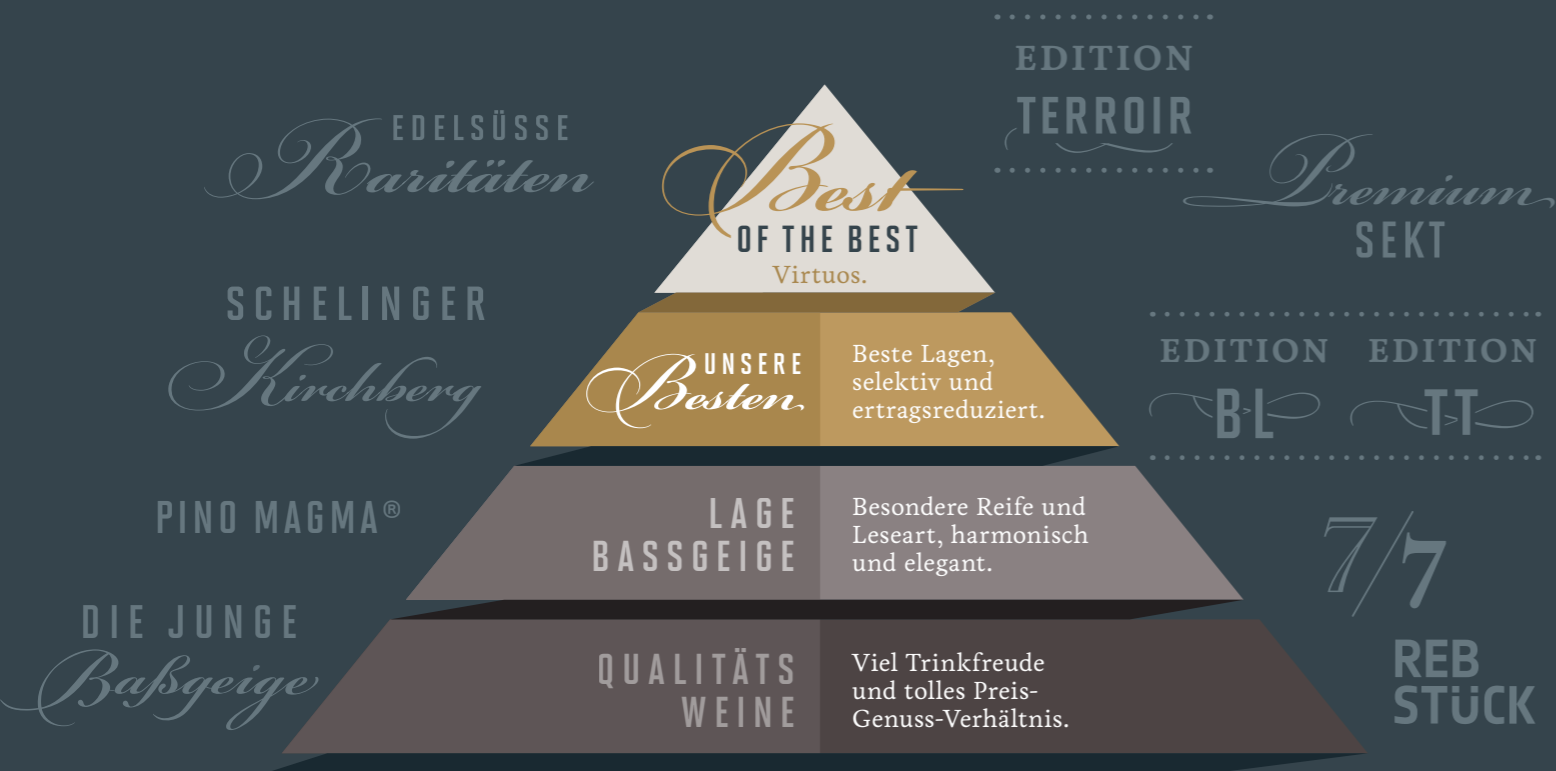 EDELSÜSSE
Raritäten
SCHELINGER
Kirchberg
PINO MAGMA®
DIE JUNGE
Baßgeige
Best
OF THE BEST
Virtuos.
UNSERE
Besten
Beste Lagen,
selektiv und
ertragsreduziert.
LAGE
BASSGEIGE
Besondere Reife und
Leseart, harmonisch
und elegant.
QUALITÄTS
WEINE
Viel Trinkfreude
und tolles Preis-
Genuss-Verhältnis.
EDITION
TERROIR
Premium
SEKT
EDITION
BL
EDITION
TT
7/7
REB
STÜCK